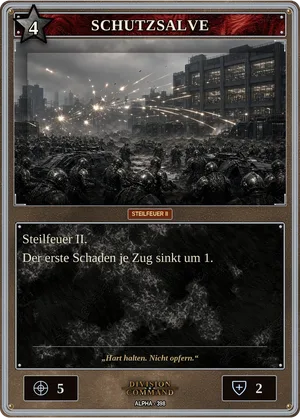 4
SCHUTZSALVE
STEILFEUER II
Steilfeuer II.
Der erste Schaden je Zug sinkt um 1.
„Hart halten. Nicht opfern.“
5
DIVISION
COMMAND
ALPHA · 398
2